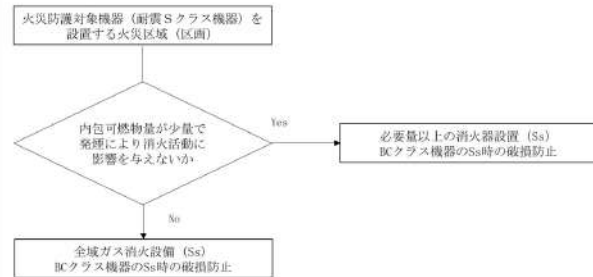 火災防護対象機器（耐震Ｓクラス機器）を
設置する火災区域（区画）
内包可燃物量が少量で
発煙により消火活動に
影響を与えないか
Yes
必要量以上の消火器設置（Ss）
BCクラス機器のSs時の破損防止
No
全域ガス消火設備（Ss）
BCクラス機器のSs時の破損防止